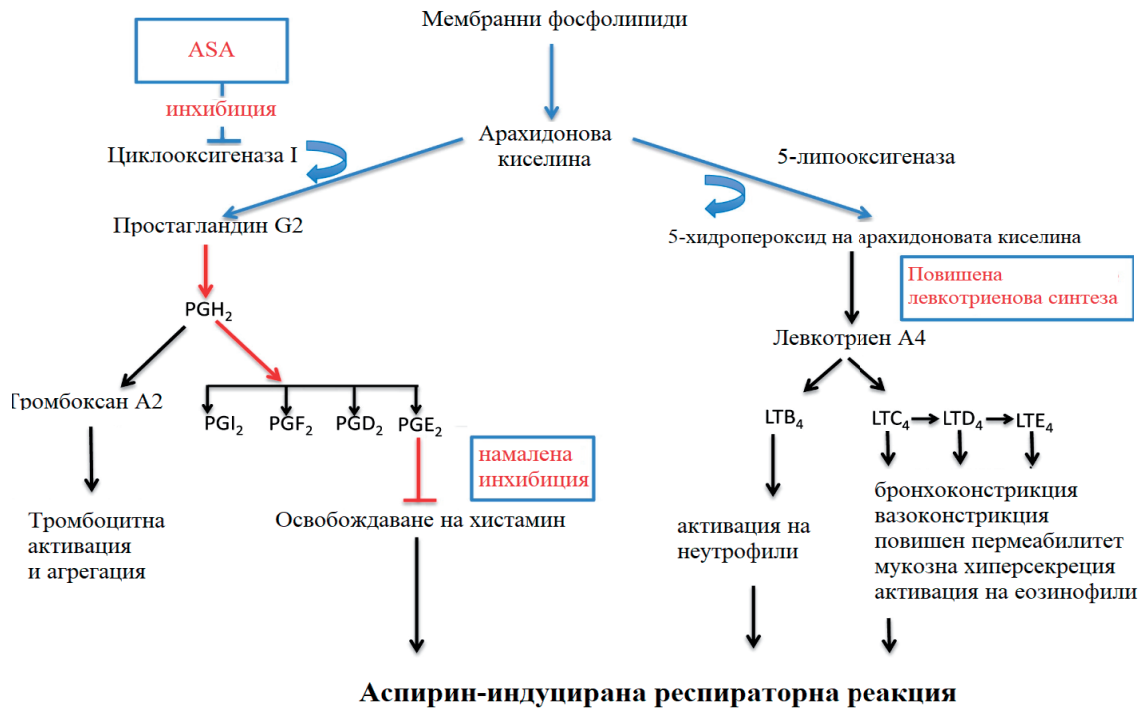 Мембранни фосфолипиди
ASA
инхибиция
Циклооксигеназа I
Арахидонова
киселина
5-липооксигеназа
Простагландин G2
5-хидропероксид на арахидоновата киселина
Повишена
левкотриенова синтеза
PGH2
Левкотриен А4
Тромбоксан А2
PGI2 PGF2 PGD2 PGE2
LTB4
LTC4 LTD4 LTE4
намалена
инхибиция
Тромбоцитна
активация
и агрегация
Освобождаване на хистамин
активация на
неутрофили
бронхоконстрикция
вазоконстрикция
повишен пермеабилитет
мукозна хиперсекреция
активация на еозинофили
Аспирин-индуцирана респираторна реакция